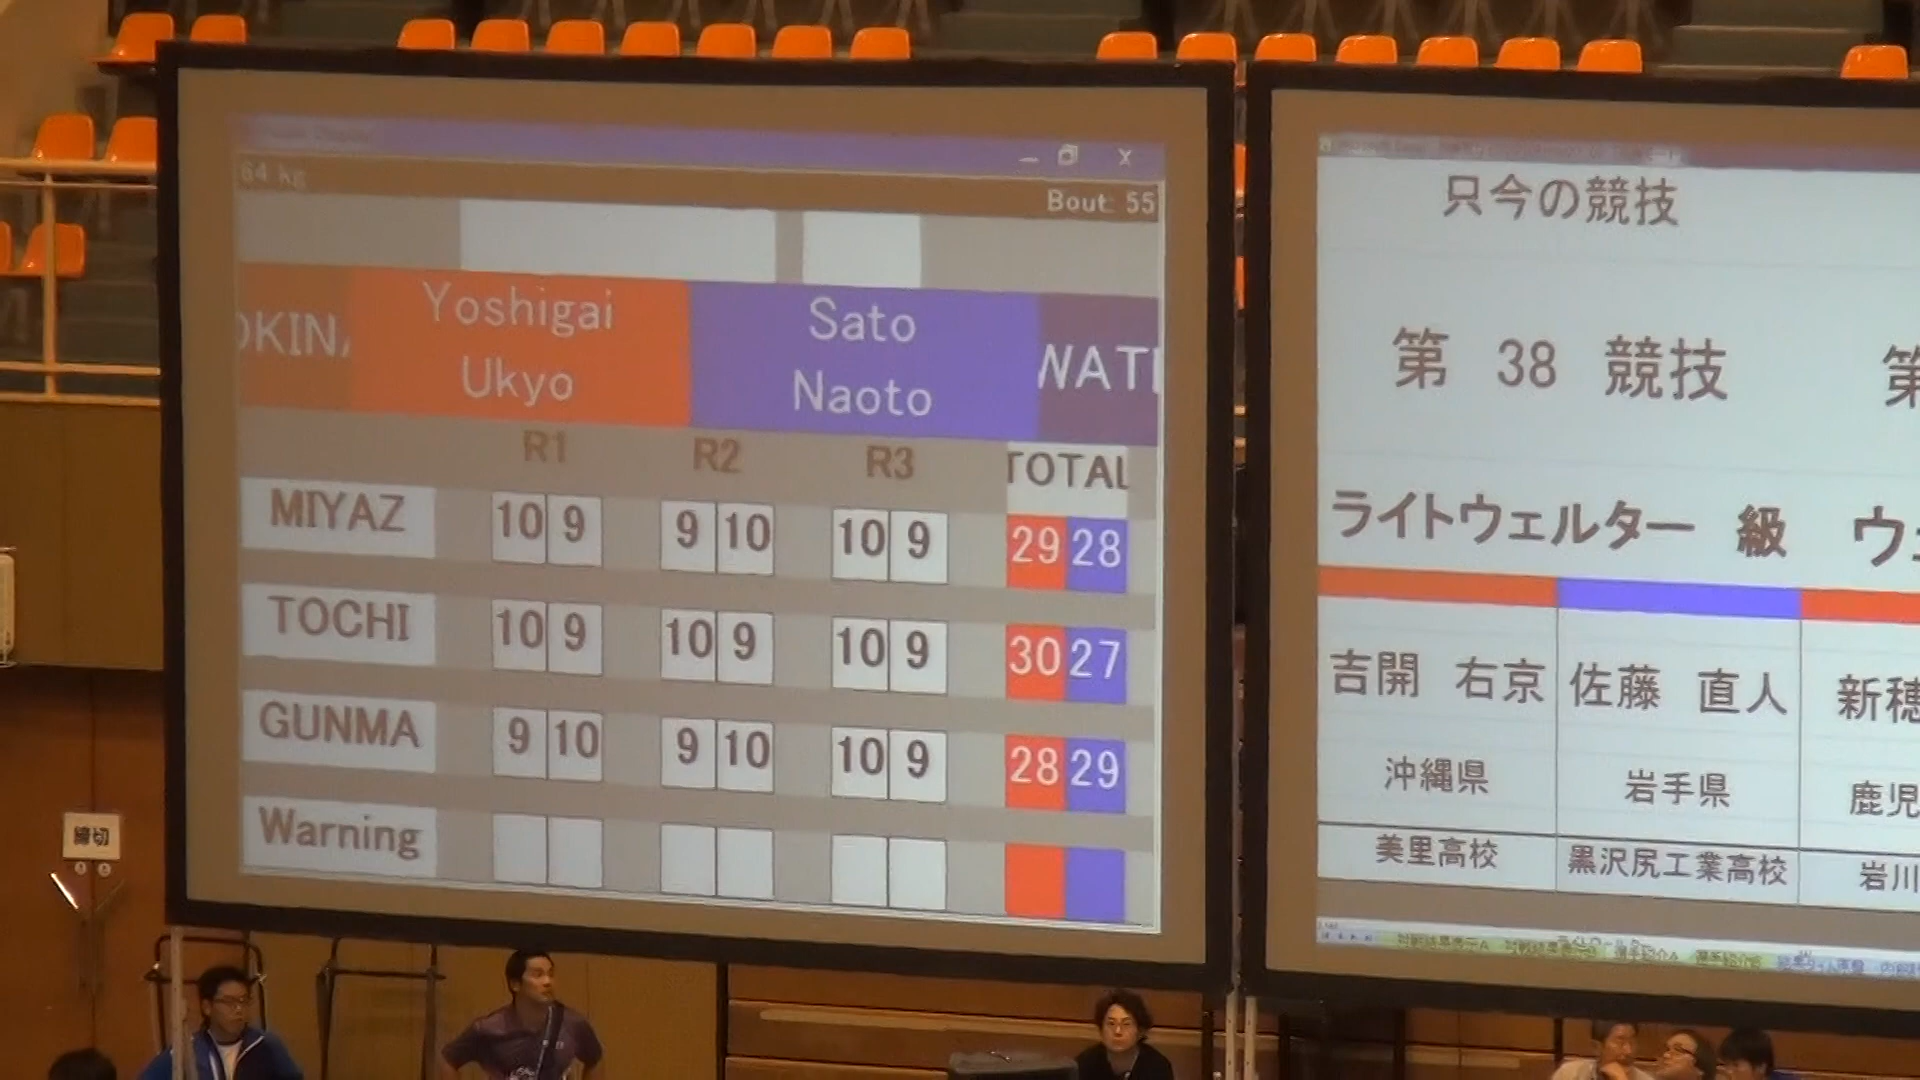 64 kg
Bout: 55
OKINA
Yoshigai
Ukyo
Sato
Naoto
WATE
R1 R2 R3 TOTAL
MIYAZ 10 9 9 10 10 9 29 28
TOCHI 10 9 10 9 10 9 30 27
GUNMA 9 10 9 10 10 9 28 29
Warning
只今の競技
第 38 競技 第
ライトウェルター 級 ウェ
吉開 右京 佐藤 直人 新穂
沖縄県 岩手県 鹿児
美里高校 黒沢尻工業高校 岩川
締切